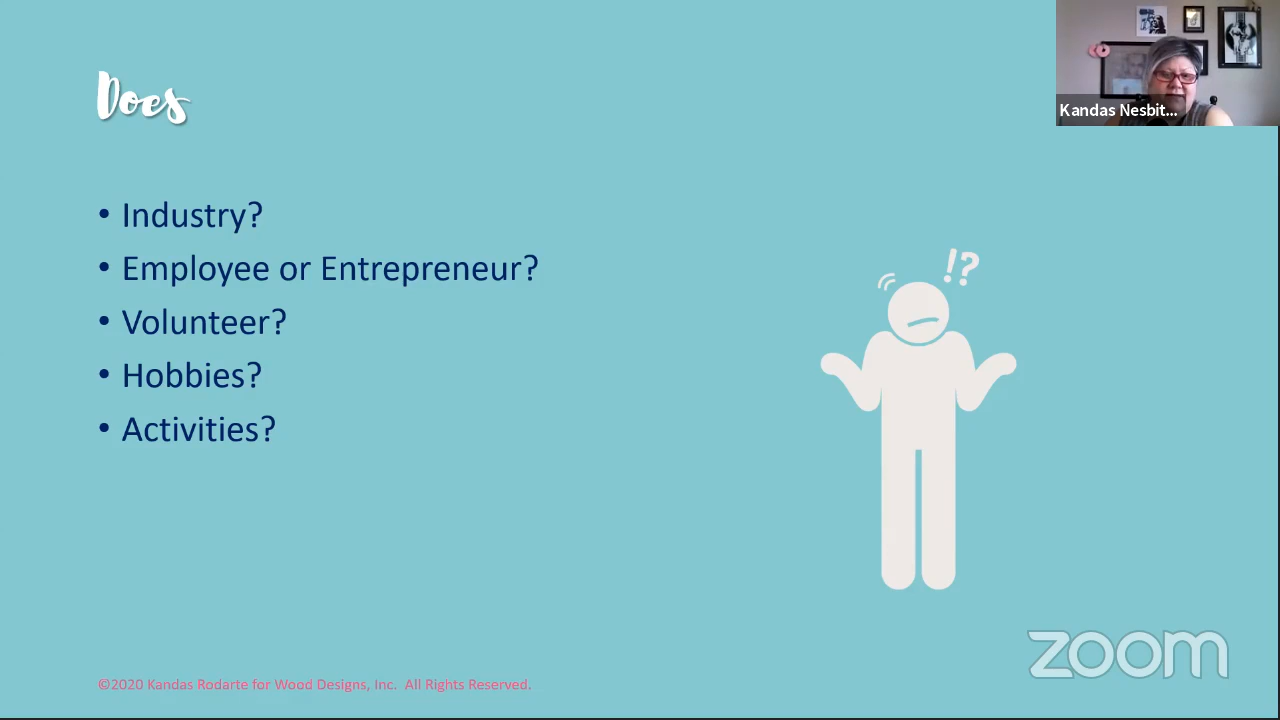 Does
Kandas Nesbit...
• Industry?
• Employee or Entrepreneur?
• Volunteer?
• Hobbies?
• Activities?
!?
zoom
©2020 Kandas Rodarte for Wood Designs, Inc.  All Rights Reserved.